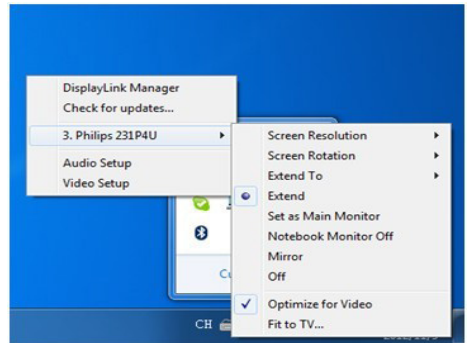 DisplayLink Manager
Check for updates...
3. Philips 231P4U
Audio Setup
Video Setup
Screen Resolution
Screen Rotation
Extend To
Extend
Set as Main Monitor
Notebook Monitor Off
Mirror
Off
Optimize for Video
Fit to TV...
CH